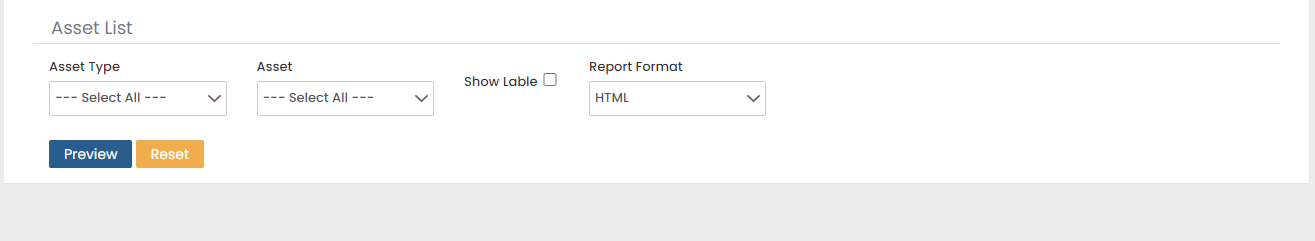 Asset List
Asset Type Asset Report Format
Show Lable
--- Select All --- --- Select All --- HTML
Preview Reset